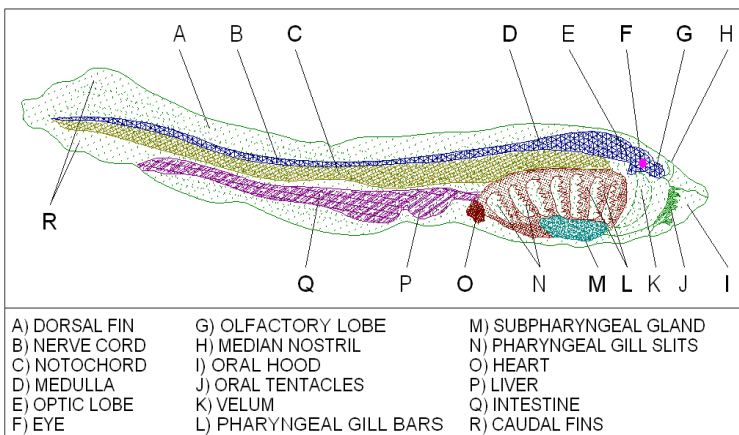 A B C D E F G H
R Q P O N M L K J I
A) DORSAL FIN G) OLFACTORY LOBE M) SUBPHARYNGEAL GLAND
B) NERVE CORD H) MEDIAN NOSTRIL N) PHARYNGEAL GILL SLITS
C) NOTOCHORD I) ORAL HOOD O) HEART
D) MEDULLA J) ORAL TENTACLES P) LIVER
E) OPTIC LOBE K) VELUM Q) INTESTINE
F) EYE L) PHARYNGEAL GILL BARS R) CAUDAL FINS